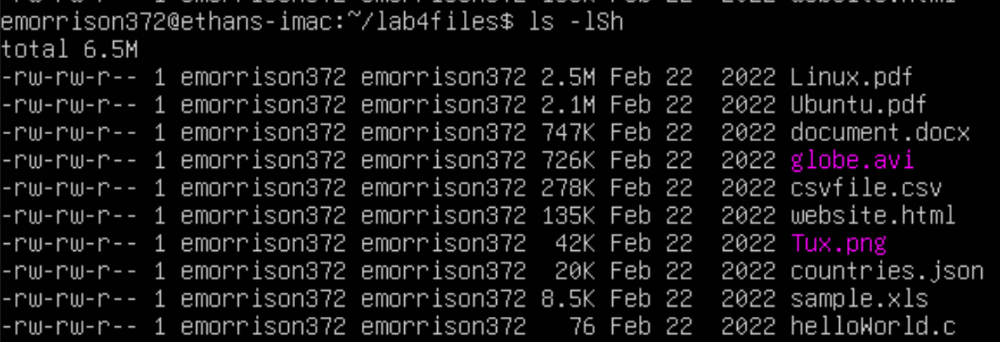 emorrison372@ethans-imac:~/lab4files$ ls -lSh
total 6.5M
-rw-rw-r-- 1 emorrison372 emorrison372 2.5M Feb 22  2022 Linux.pdf
-rw-rw-r-- 1 emorrison372 emorrison372 2.1M Feb 22  2022 Ubuntu.pdf
-rw-rw-r-- 1 emorrison372 emorrison372 747K Feb 22  2022 document.docx
-rw-rw-r-- 1 emorrison372 emorrison372 726K Feb 22  2022 globe.avi
-rw-rw-r-- 1 emorrison372 emorrison372 278K Feb 22  2022 csvfile.csv
-rw-rw-r-- 1 emorrison372 emorrison372 135K Feb 22  2022 website.html
-rw-rw-r-- 1 emorrison372 emorrison372  42K Feb 22  2022 Tux.png
-rw-rw-r-- 1 emorrison372 emorrison372  20K Feb 22  2022 countries.json
-rw-rw-r-- 1 emorrison372 emorrison372 8.5K Feb 22  2022 sample.xls
-rw-rw-r-- 1 emorrison372 emorrison372   76 Feb 22  2022 helloWorld.c